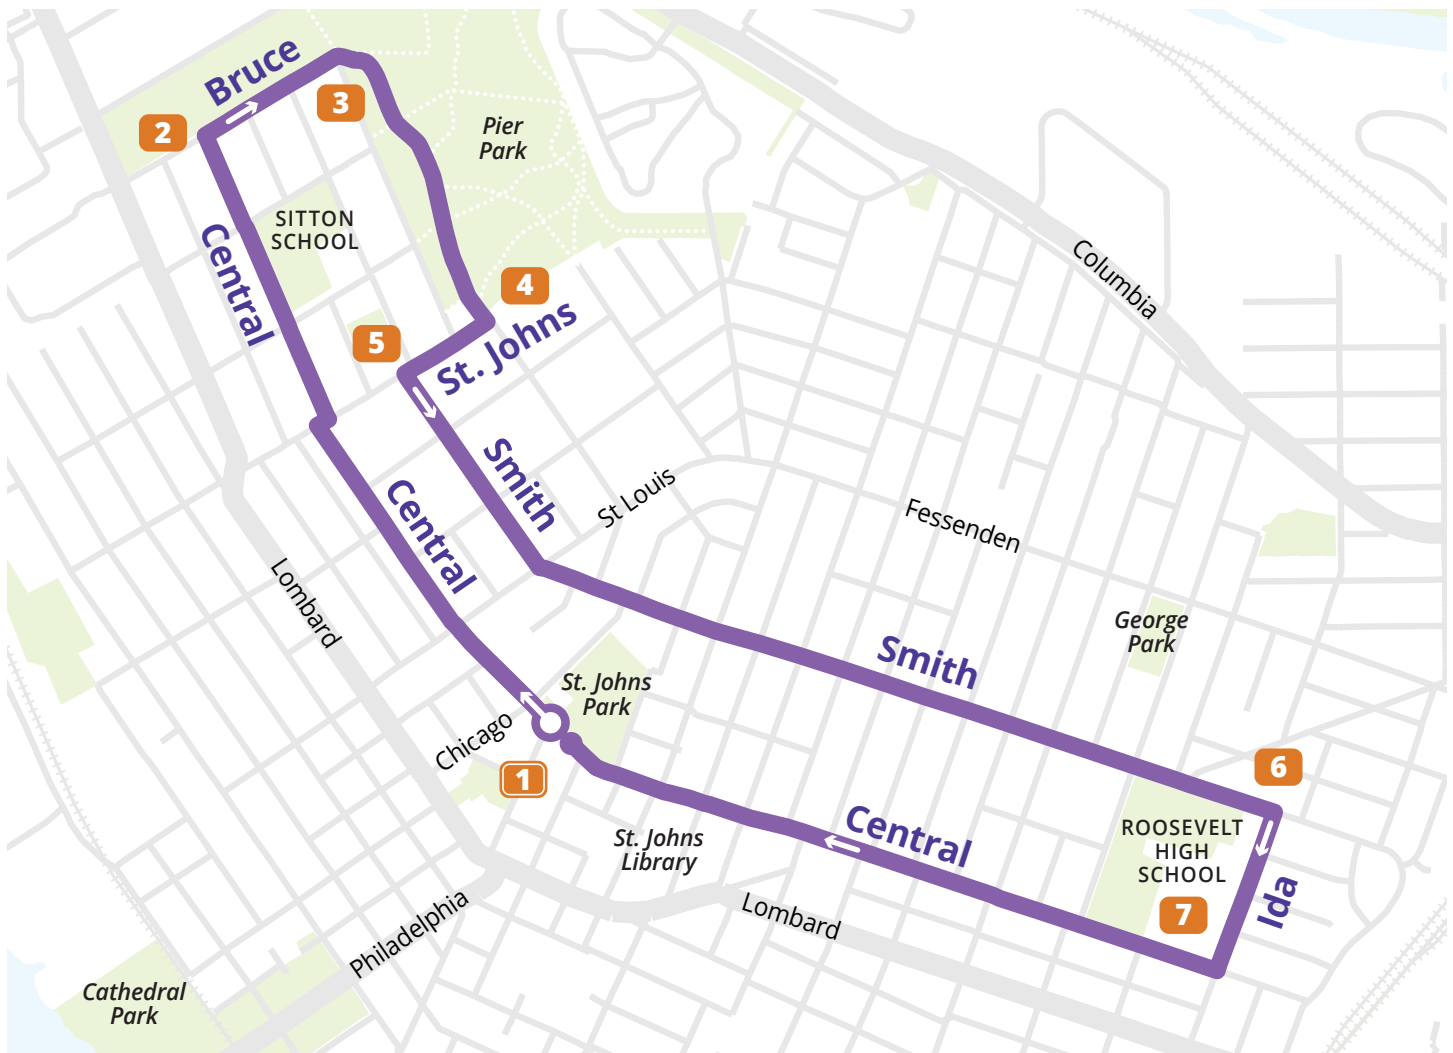 Bruce
3
2
Pier
Park
SITTON
SCHOOL
Central
Columbia
4
St. Johns
5
Smith
St Louis
Fessenden
Central
Lombard
George
Park
Smith
St. Johns
Park
Chicago
6
1
Central
ROOSEVELT
HIGH
SCHOOL
St. Johns
Library
Ida
7
Lombard
Philadelphia
Cathedral
Park